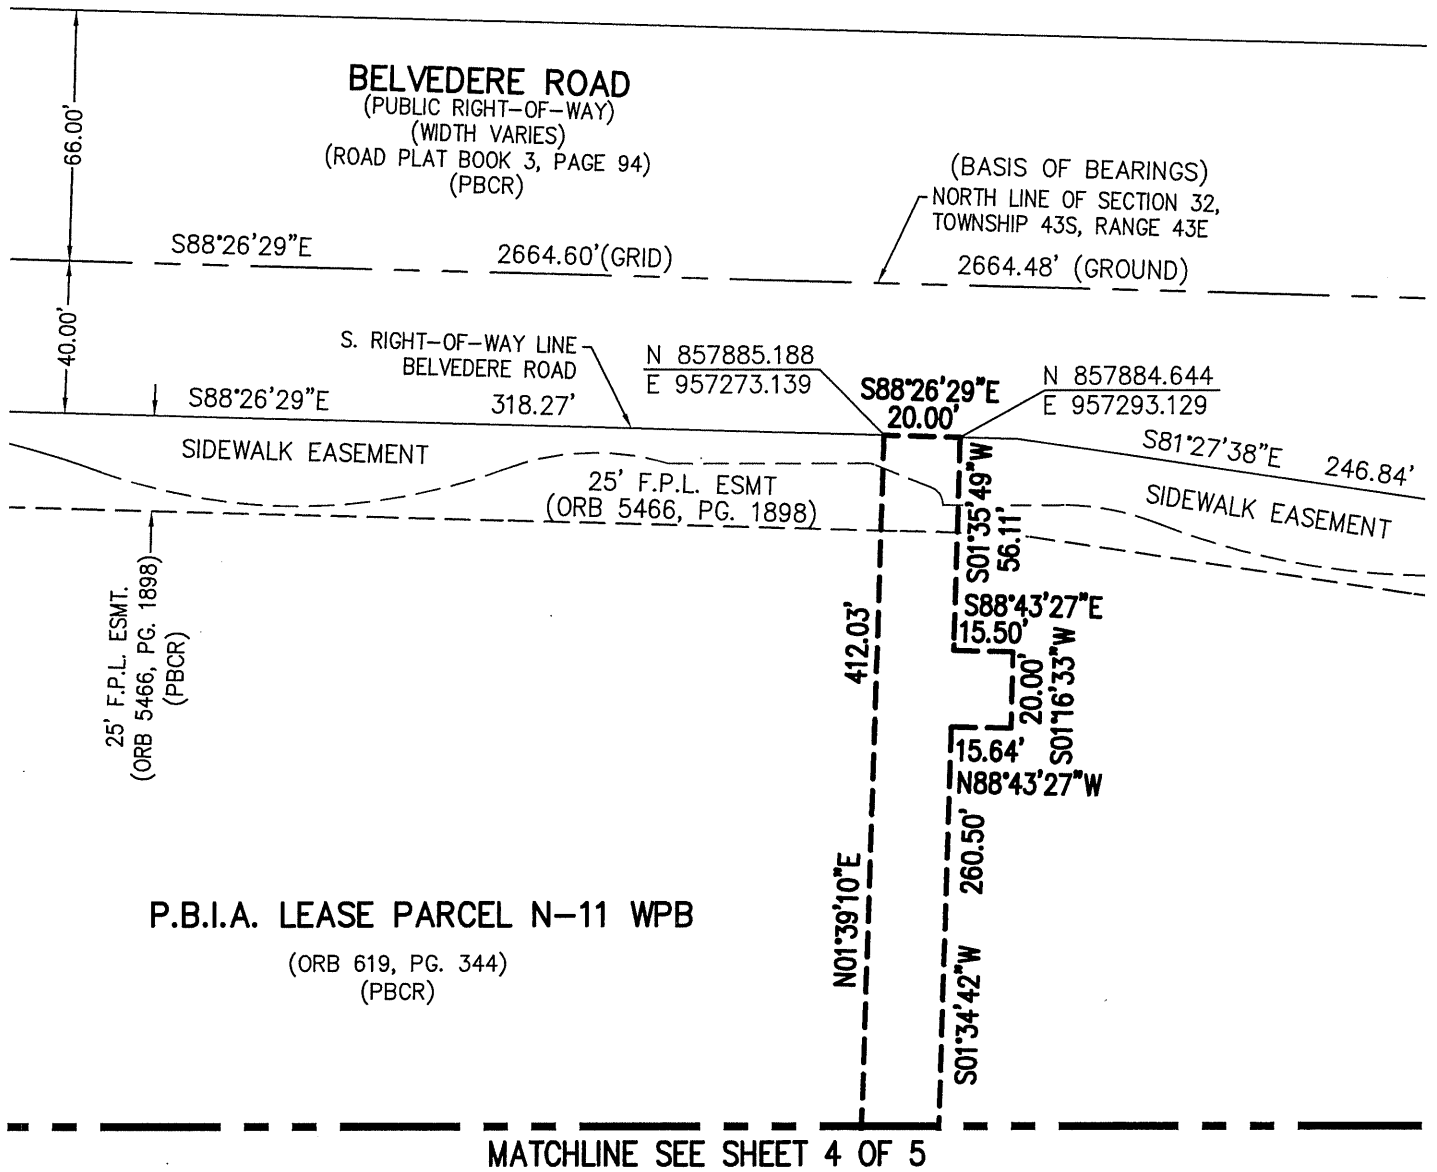 66.00'
BELVEDERE ROAD
(PUBLIC RIGHT-OF-WAY)
(WIDTH VARIES)
(ROAD PLAT BOOK 3, PAGE 94)
(PBCR)
(BASIS OF BEARINGS)
NORTH LINE OF SECTION 32,
TOWNSHIP 43S, RANGE 43E
S88°26'29"E
2664.60'(GRID)
2664.48' (GROUND)
40.00'
S. RIGHT-OF-WAY LINE
BELVEDERE ROAD
N 857885.188
E 957273.139
S88°26'29"E
20.00'
N 857884.644
E 957293.129
S88°26'29"E
318.27'
S81°27'38"E
246.84'
SIDEWALK EASEMENT
25' F.P.L. ESMT
(ORB 5466, PG. 1898)
SIDEWALK EASEMENT
S01°35'49"W
56.11'
25' F.P.L. ESMT.
(ORB 5466, PG. 1898)
(PBCR)
412.03'
N01°39'10"E
S88°43'27"E
15.50'
20.00'
S01°16'33"W
15.64'
N88°43'27"W
260.50'
S01°34'42"W
P.B.I.A. LEASE PARCEL N-11 WPB
(ORB 619, PG. 344)
(PBCR)
MATCHLINE SEE SHEET 4 OF 5